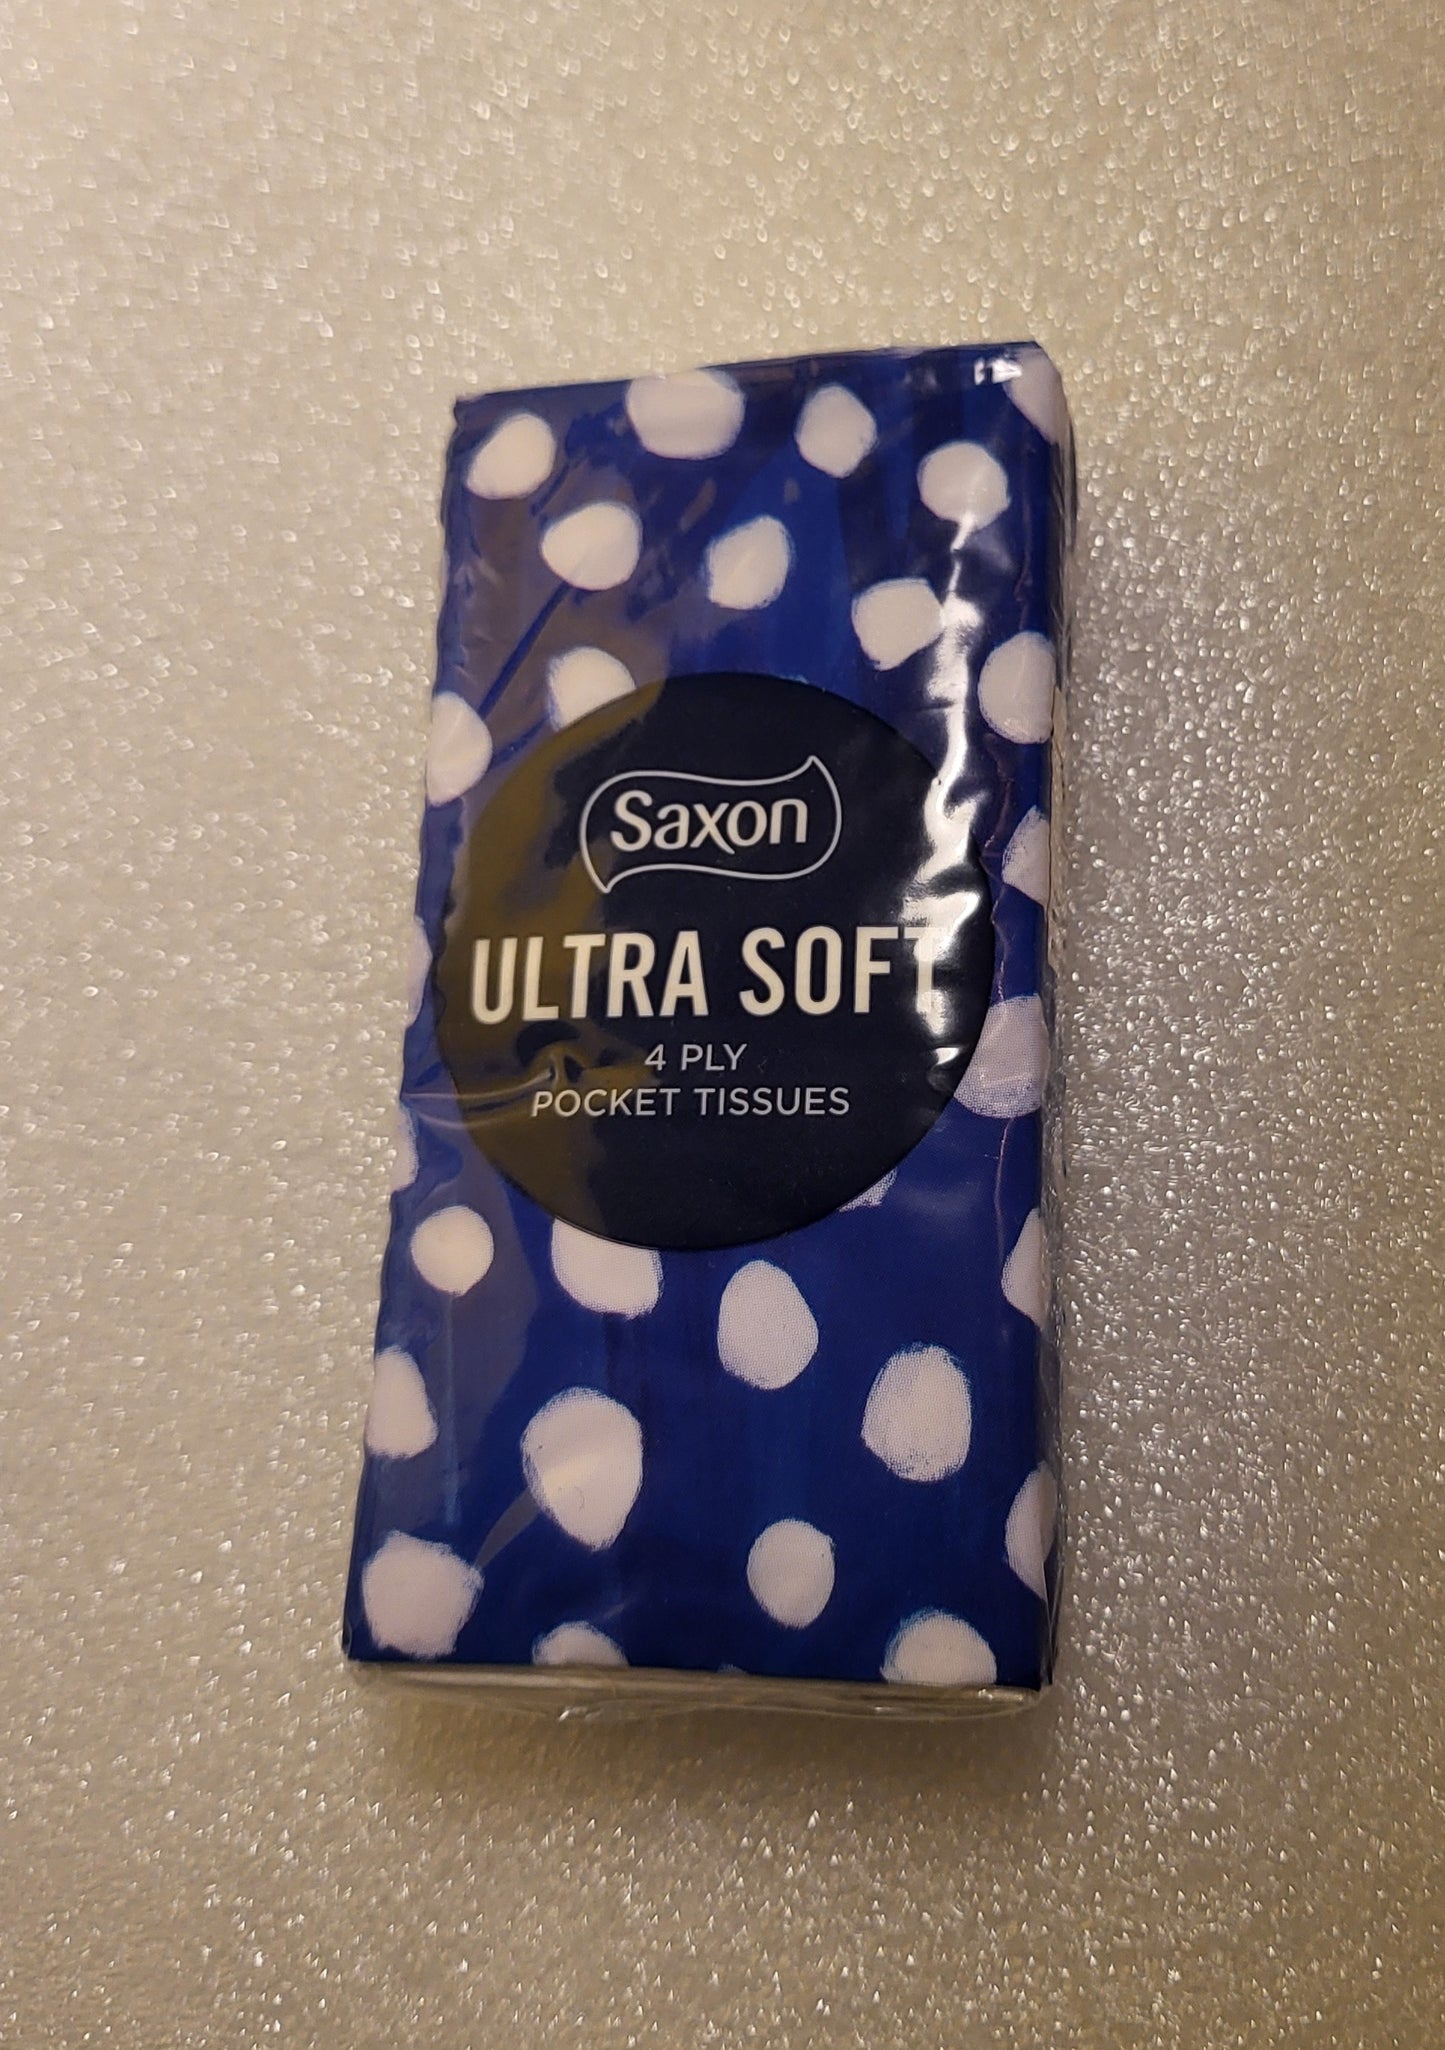 Saxon
ULTRA SOFT
4 PLY
POCKET TISSUES